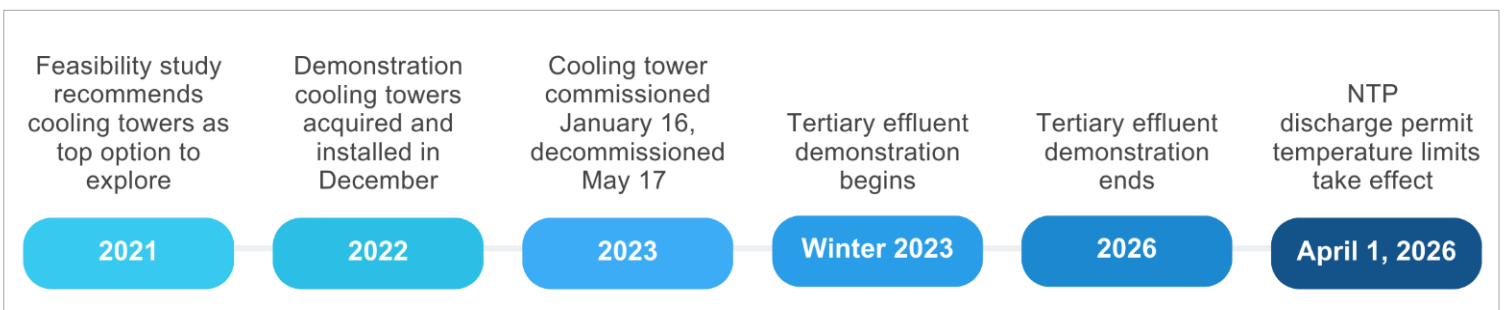 Feasibility study
recommends
cooling towers as
top option to
explore
2021
Demonstration
cooling towers
acquired and
installed in
December
2022
Cooling tower
commissioned
January 16,
decommissioned
May 17
2023
Tertiary effluent
demonstration
begins
Winter 2023
Tertiary effluent
demonstration
ends
2026
NTP
discharge permit
temperature limits
take effect
April 1, 2026